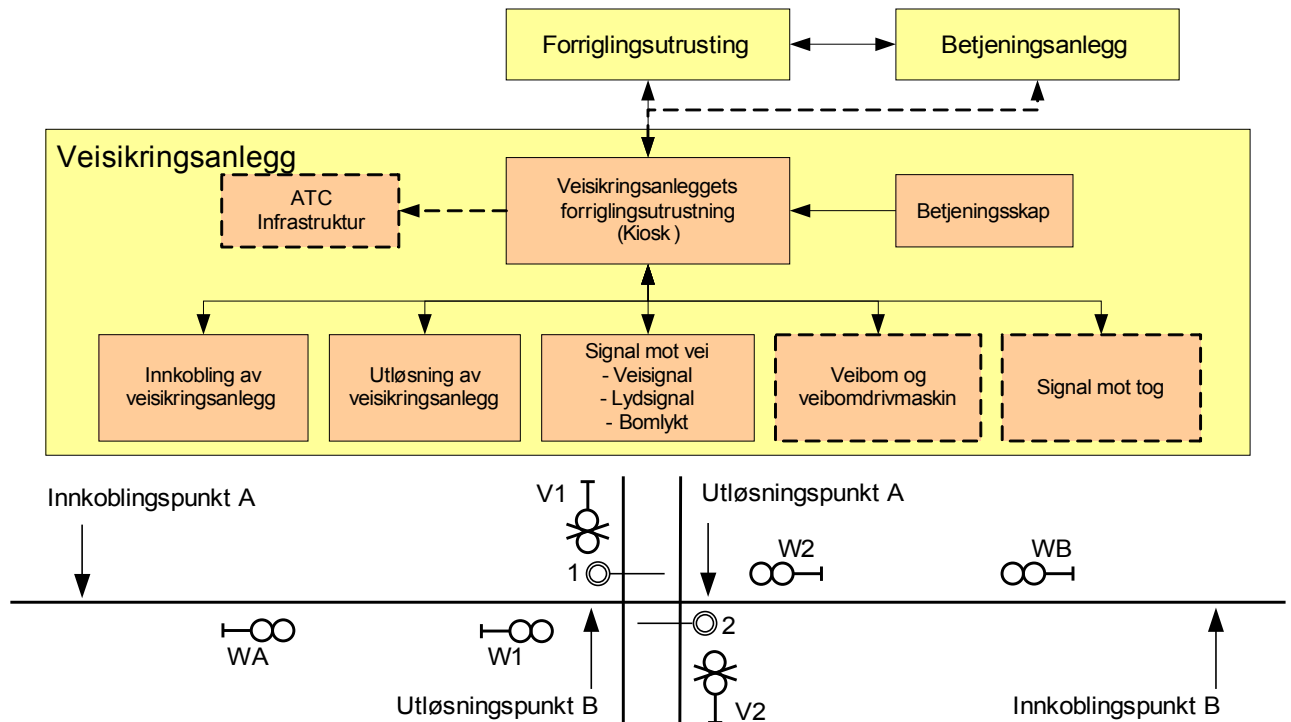 Forriglingsutrusting
Betjeningsanlegg
Veisikringsanlegg
ATC
Infrastruktur
Veisikringsanleggets
forriglingsutrustning
(Kiosk )
Betjeningsskap
Innkobling av
veisikringsanlegg
Utløsning av
veisikringsanlegg
Signal mot vei
- Veisignal
- Lydsignal
- Bomlykt
Veibom og
veibomdrivmaskin
Signal mot tog
Innkoblingspunkt A
V1
Utløsningspunkt A
W2
WB
1
2
WA
W1
Utløsningspunkt B
V2
Innkoblingspunkt B